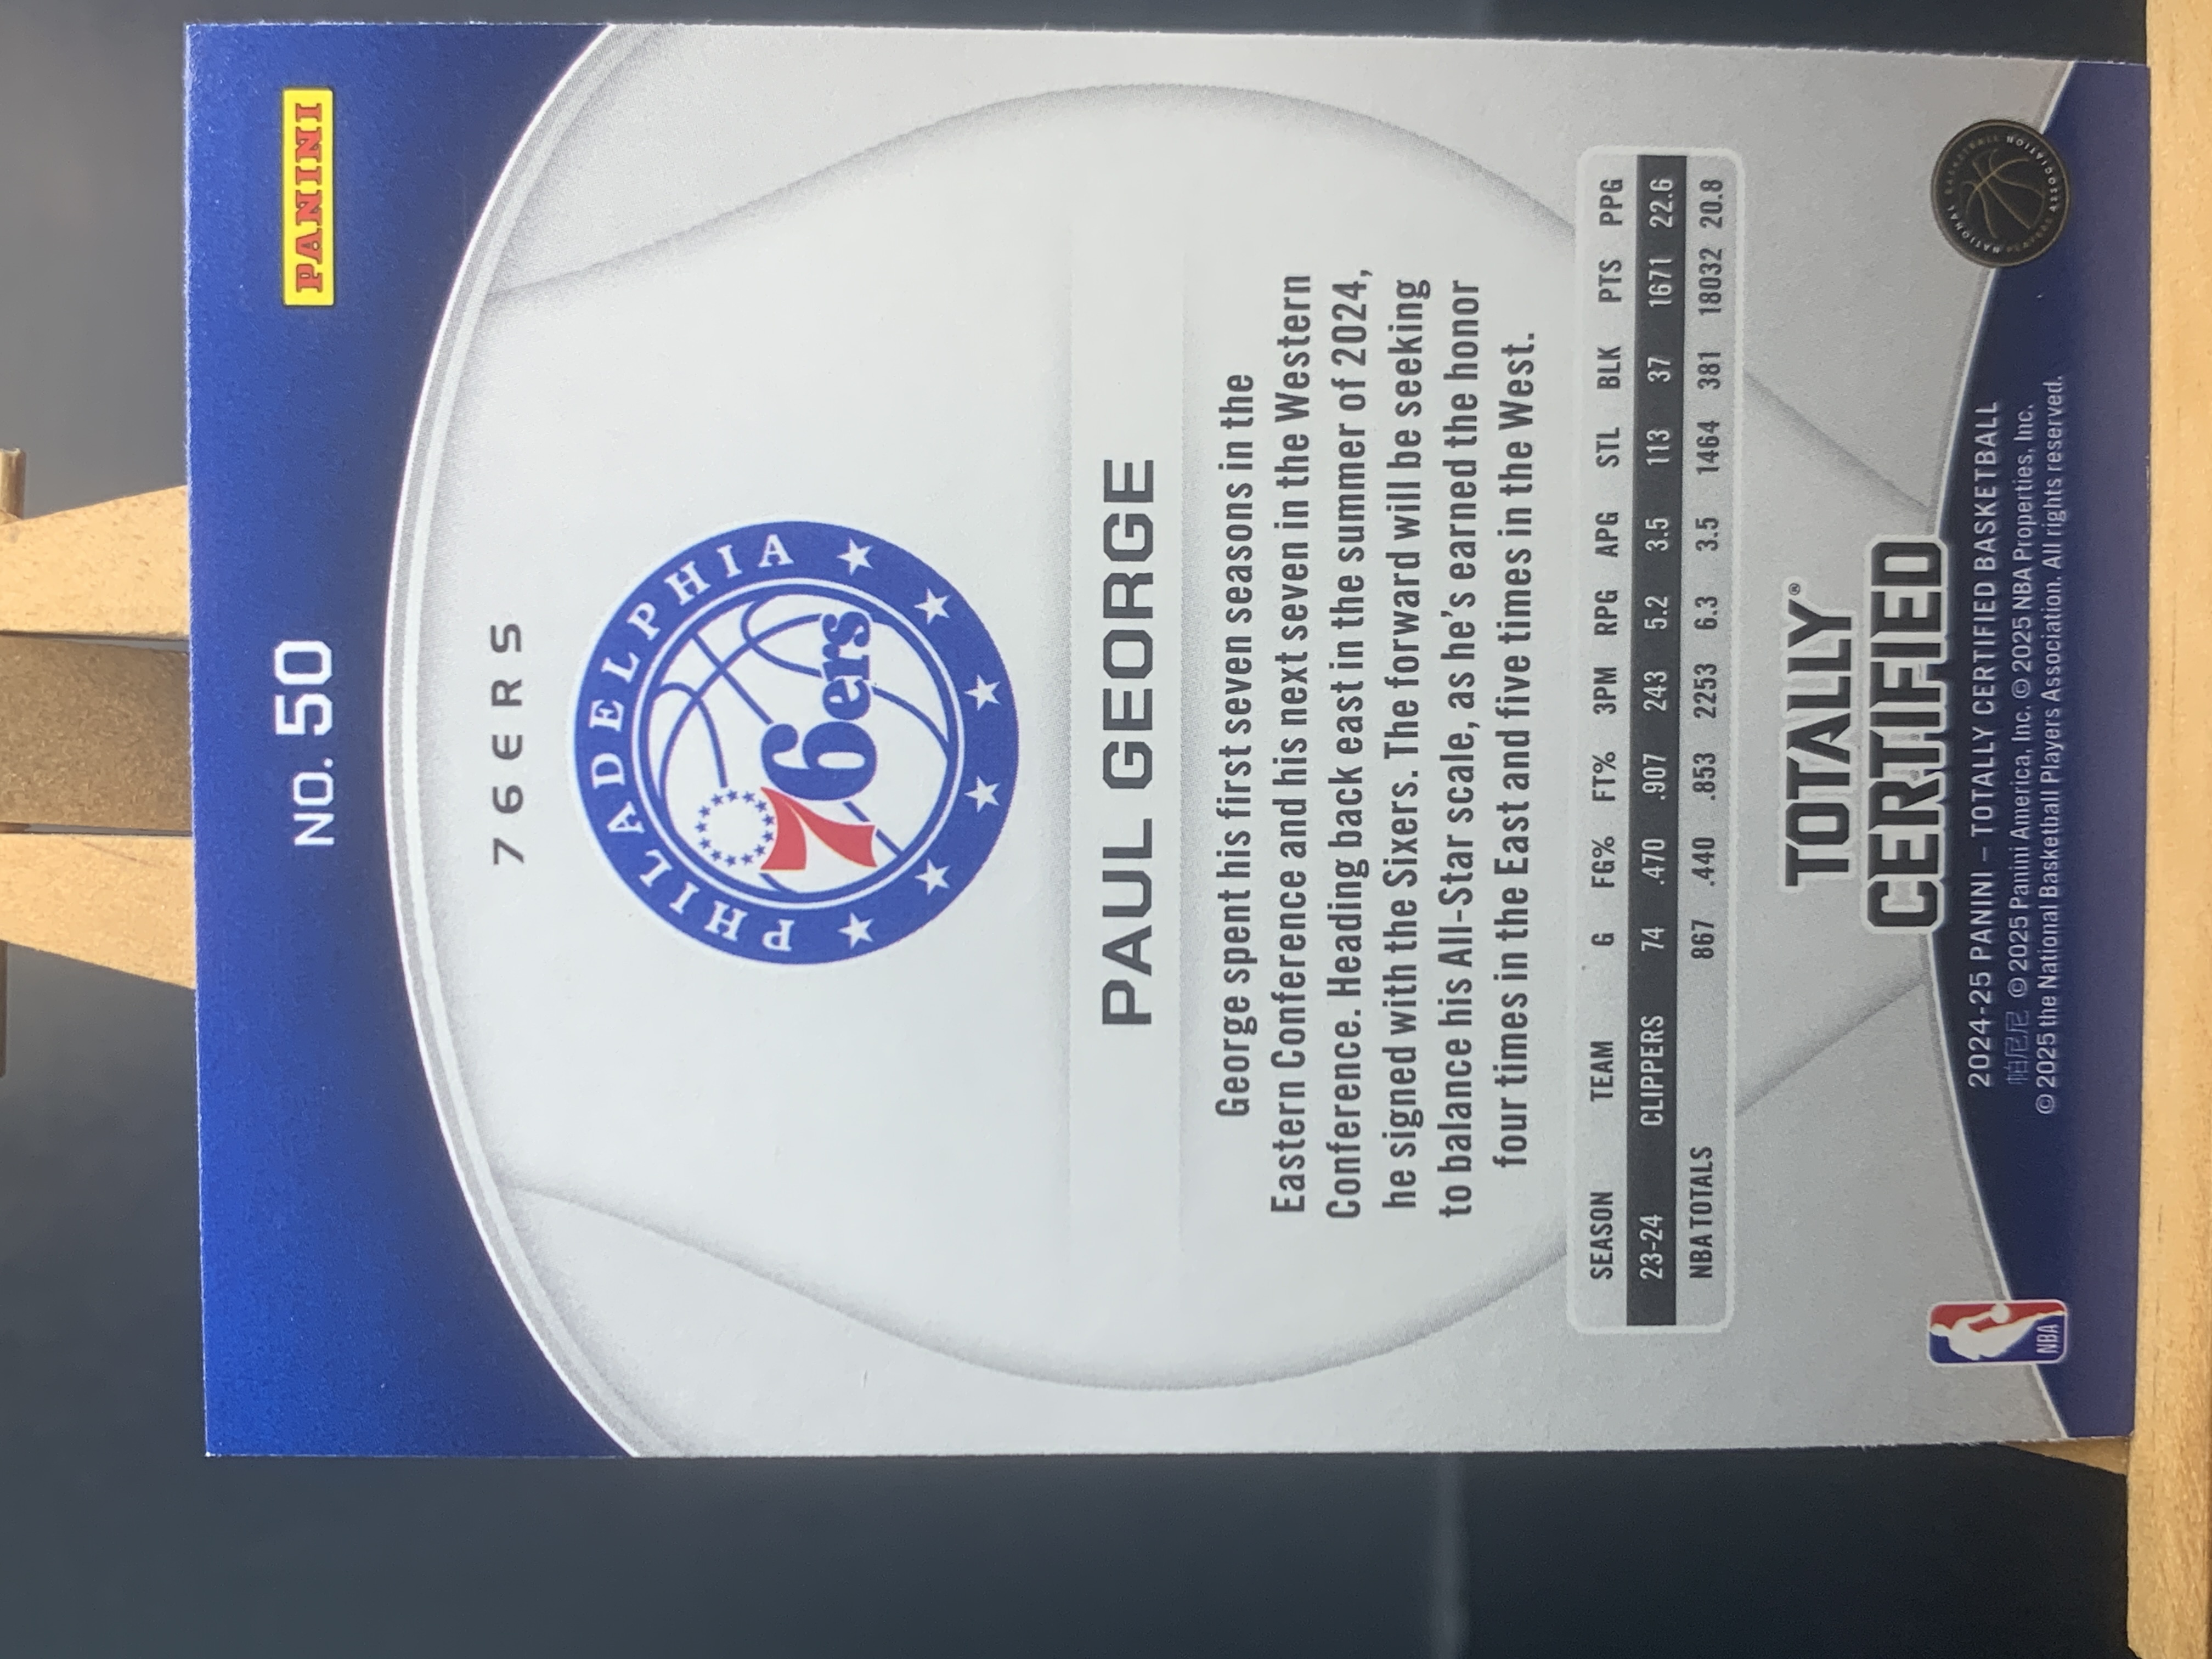 PANINI
NO. 50
76ERS
PHILADELPHIA
76ers
PAUL GEORGE
George spent his first seven seasons in the
Eastern Conference and his next seven in the Western
Conference. Heading back east in the summer of 2024,
he signed with the Sixers. The forward will be seeking
to balance his All-Star scale, as he's earned the honor
four times in the East and five times in the West.
SEASON TEAM G FG% FT% 3PM RPG APG STL BLK PTS PPG
23-24 CLIPPERS 74 .470 .907 243 5.2 3.5 113 37 1671 22.6
NBA TOTALS 867 .440 .853 2253 6.3 3.5 1464 381 18032 20.8
TOTALLY®
CERTIFIED
2024-25 PANINI – TOTALLY CERTIFIED BASKETBALL
帕尼尼 © 2025 Panini America, Inc. © 2025 NBA Properties, Inc.
© 2025 the National Basketball Players Association. All rights reserved.
NBA
NATIONAL BASKETBALL PLAYERS ASSOCIATION